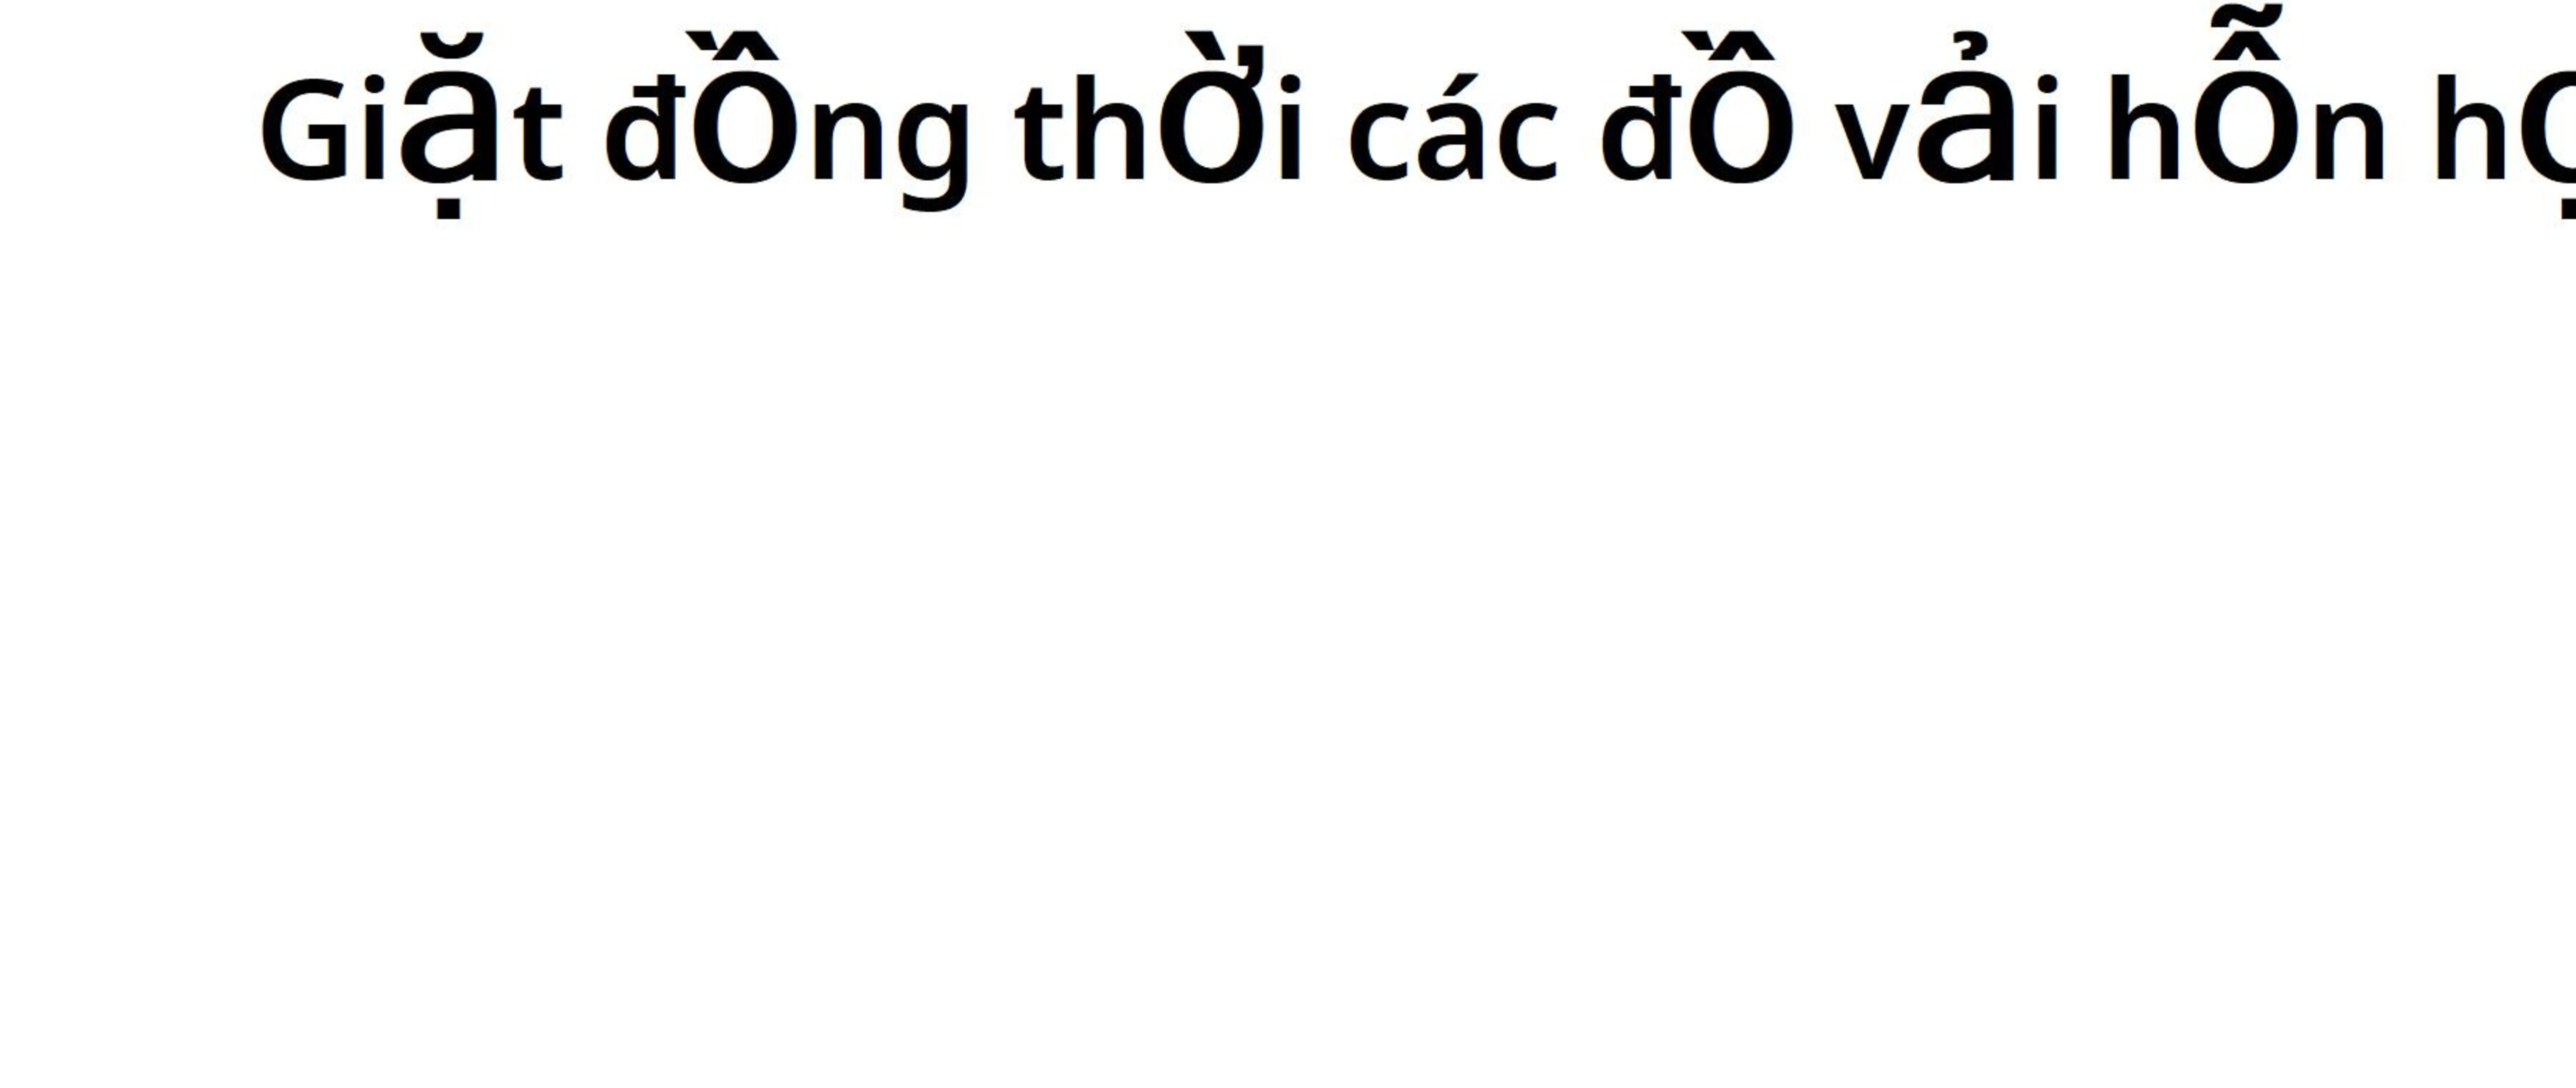 Giặt đồng thời các đồ vải hỗn